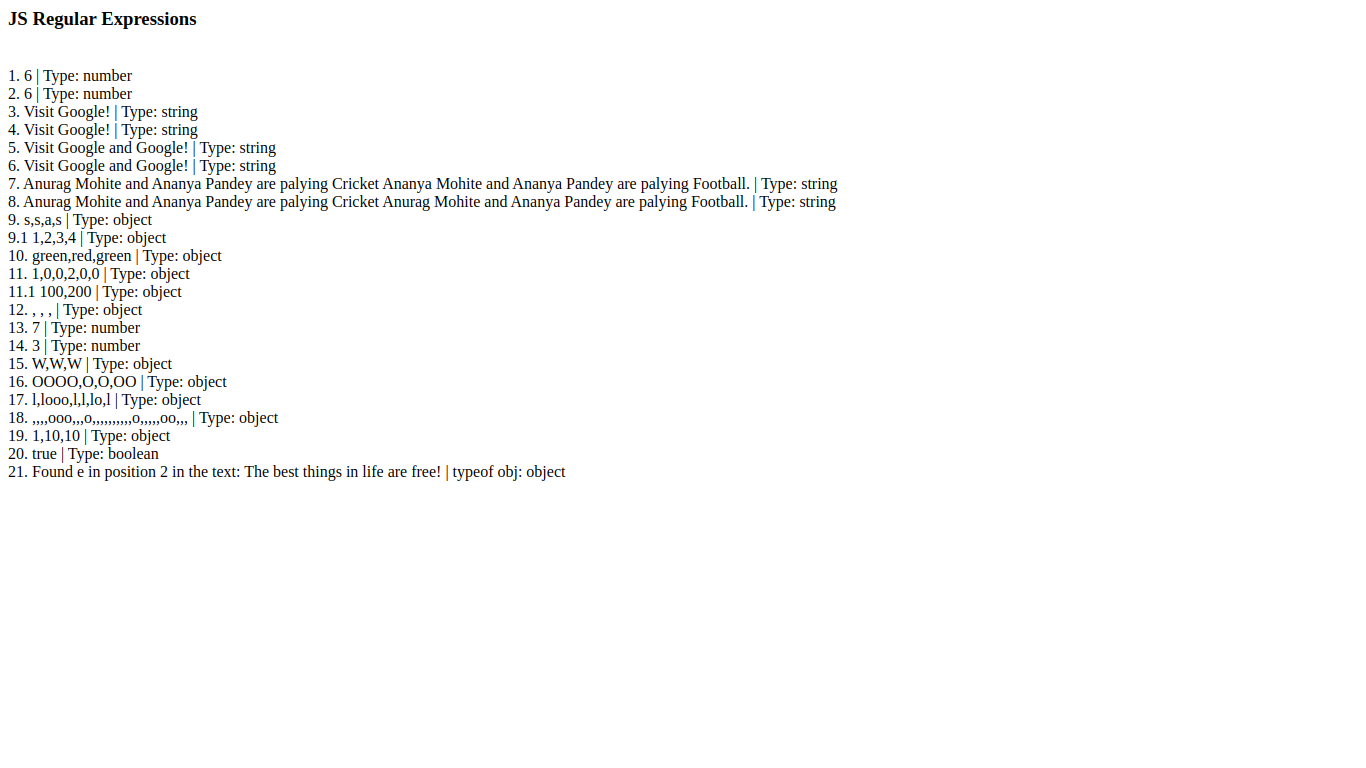 JS Regular Expressions
1. 6 | Type: number
2. 6 | Type: number
3. Visit Google! | Type: string
4. Visit Google! | Type: string
5. Visit Google and Google! | Type: string
6. Visit Google and Google! | Type: string
7. Anurag Mohite and Ananya Pandey are palying Cricket Ananya Mohite and Ananya Pandey are palying Football. | Type: string
8. Anurag Mohite and Ananya Pandey are palying Cricket Anurag Mohite and Ananya Pandey are palying Football. | Type: string
9. s,s,a,s | Type: object
9.1 1,2,3,4 | Type: object
10. green,red,green | Type: object
11. 1,0,0,2,0,0 | Type: object
11.1 100,200 | Type: object
12. , , , | Type: object
13. 7 | Type: number
14. 3 | Type: number
15. W,W,W | Type: object
16. OOOO,O,O,OO | Type: object
17. l,looo,l,l,lo,l | Type: object
18. ,,,,ooo,,,o,,,,,,,,,,o,,,,,oo,,, | Type: object
19. 1,10,10 | Type: object
20. true | Type: boolean
21. Found e in position 2 in the text: The best things in life are free! | typeof obj: object